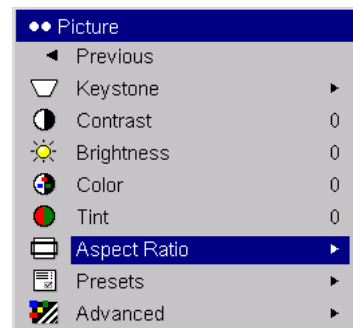 Picture
Previous
Keystone
Contrast 0
Brightness 0
Color 0
Tint 0
Aspect Ratio
Presets
Advanced